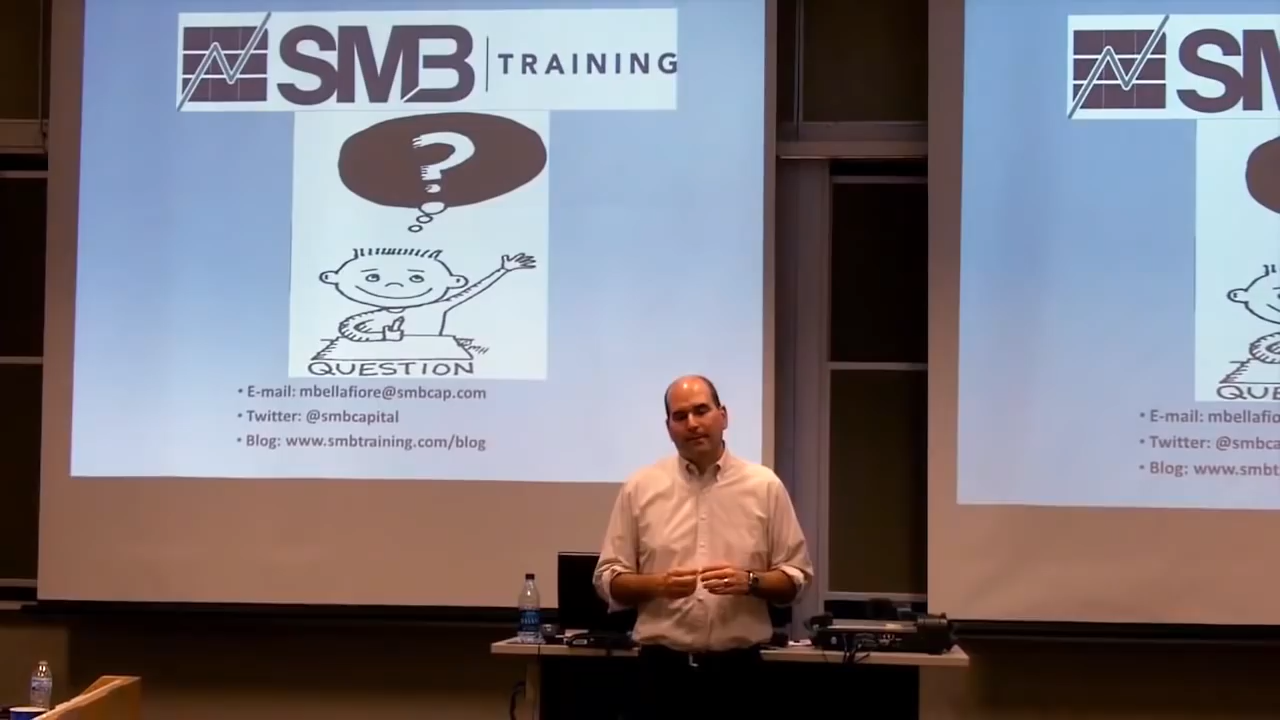 SMB | TRAINING
?
QUESTION
• E-mail: mbellafiore@smbcap.com
• Twitter: @smbcapital
• Blog: www.smbtraining.com/blog
SM
QUE
• E-mail: mbellafio
• Twitter: @smbca
• Blog: www.smbt